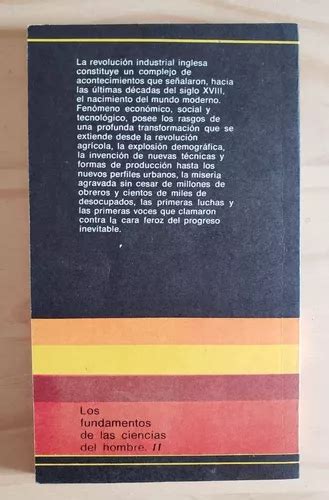 La revolución industrial inglesa
constituye un complejo de
acontecimientos que señalaron, hacia
las últimas décadas del siglo XVIII,
el nacimiento del mundo moderno.
Fenómeno económico, social y
tecnológico, posee los rasgos de
una profunda transformación que se
extiende desde la revolución
agrícola, la explosión demográfica,
la invención de nuevas técnicas y
formas de producción hasta los
nuevos perfiles urbanos, la miseria
agravada sin cesar de millones de
obreros y cientos de miles de
desocupados, las primeras luchas y
las primeras voces que clamaron
contra la cara feroz del progreso
inevitable.
Los
fundamentos
de las ciencias
del hombre. 11